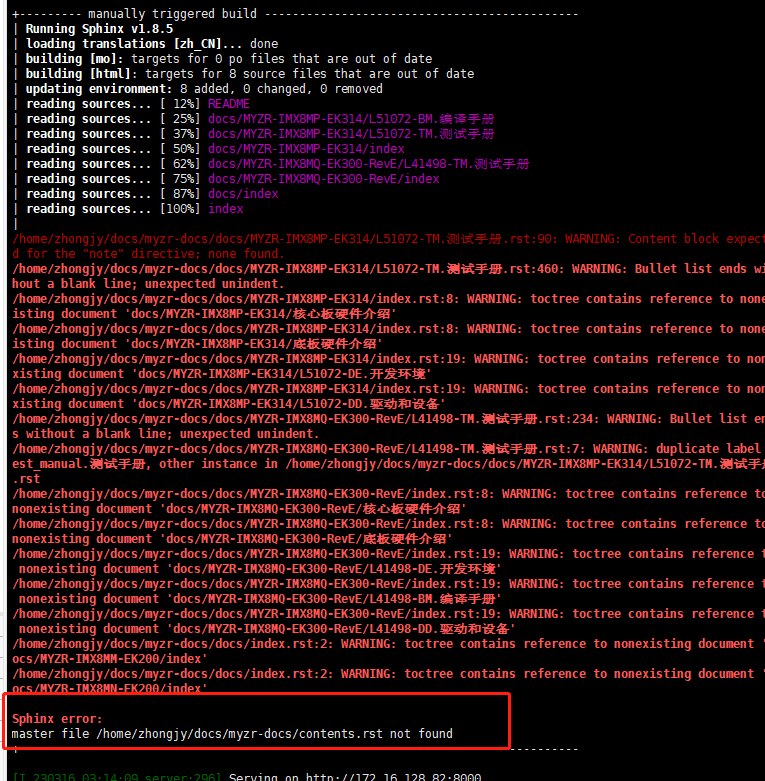 +--------- manually triggered build -------------------------------------------
| Running Sphinx v1.8.5
| loading translations [zh_CN]... done
| building [mo]: targets for 0 po files that are out of date
| building [html]: targets for 8 source files that are out of date
| updating environment: 8 added, 0 changed, 0 removed
| reading sources... [ 12%] README
| reading sources... [ 25%] docs/MYZR-IMX8MP-EK314/L51072-BM.编译手册
| reading sources... [ 37%] docs/MYZR-IMX8MP-EK314/L51072-TM.测试手册
| reading sources... [ 50%] docs/MYZR-IMX8MP-EK314/index
| reading sources... [ 62%] docs/MYZR-IMX8MQ-EK300-RevE/L41498-TM.测试手册
| reading sources... [ 75%] docs/MYZR-IMX8MQ-EK300-RevE/index
| reading sources... [ 87%] docs/index
| reading sources... [100%] index
|
/home/zhongjy/docs/myzr-docs/docs/MYZR-IMX8MP-EK314/L51072-TM.测试手册.rst:90: WARNING: Content block expect
d for the "note" directive; none found.
/home/zhongjy/docs/myzr-docs/docs/MYZR-IMX8MP-EK314/L51072-TM.测试手册.rst:460: WARNING: Bullet list ends wi
hout a blank line; unexpected unindent.
/home/zhongjy/docs/myzr-docs/docs/MYZR-IMX8MP-EK314/index.rst:8: WARNING: toctree contains reference to none
isting document 'docs/MYZR-IMX8MP-EK314/核心板硬件介绍'
/home/zhongjy/docs/myzr-docs/docs/MYZR-IMX8MP-EK314/index.rst:8: WARNING: toctree contains reference to none
isting document 'docs/MYZR-IMX8MP-EK314/底板硬件介绍'
/home/zhongjy/docs/myzr-docs/docs/MYZR-IMX8MP-EK314/index.rst:19: WARNING: toctree contains reference to non
xisting document 'docs/MYZR-IMX8MP-EK314/L51072-DE.开发环境'
/home/zhongjy/docs/myzr-docs/docs/MYZR-IMX8MP-EK314/index.rst:19: WARNING: toctree contains reference to non
xisting document 'docs/MYZR-IMX8MP-EK314/L51072-DD.驱动和设备'
/home/zhongjy/docs/myzr-docs/docs/MYZR-IMX8MQ-EK300-RevE/L41498-TM.测试手册.rst:234: WARNING: Bullet list en
s without a blank line; unexpected unindent.
/home/zhongjy/docs/myzr-docs/docs/MYZR-IMX8MQ-EK300-RevE/L41498-TM.测试手册.rst:7: WARNING: duplicate label
est_manual.测试手册, other instance in /home/zhongjy/docs/myzr-docs/docs/MYZR-IMX8MP-EK314/L51072-TM.测试手册
.rst
/home/zhongjy/docs/myzr-docs/docs/MYZR-IMX8MQ-EK300-RevE/index.rst:8: WARNING: toctree contains reference to
nonexisting document 'docs/MYZR-IMX8MQ-EK300-RevE/核心板硬件介绍'
/home/zhongjy/docs/myzr-docs/docs/MYZR-IMX8MQ-EK300-RevE/index.rst:8: WARNING: toctree contains reference to
nonexisting document 'docs/MYZR-IMX8MQ-EK300-RevE/底板硬件介绍'
/home/zhongjy/docs/myzr-docs/docs/MYZR-IMX8MQ-EK300-RevE/index.rst:19: WARNING: toctree contains reference t
nonexisting document 'docs/MYZR-IMX8MQ-EK300-RevE/L41498-DE.开发环境'
/home/zhongjy/docs/myzr-docs/docs/MYZR-IMX8MQ-EK300-RevE/index.rst:19: WARNING: toctree contains reference t
nonexisting document 'docs/MYZR-IMX8MQ-EK300-RevE/L41498-BM.编译手册'
/home/zhongjy/docs/myzr-docs/docs/MYZR-IMX8MQ-EK300-RevE/index.rst:19: WARNING: toctree contains reference t
nonexisting document 'docs/MYZR-IMX8MQ-EK300-RevE/L41498-DD.驱动和设备'
/home/zhongjy/docs/myzr-docs/docs/index.rst:2: WARNING: toctree contains reference to nonexisting document '
ocs/MYZR-IMX8MM-EK200/index'
/home/zhongjy/docs/myzr-docs/docs/index.rst:2: WARNING: toctree contains reference to nonexisting document '
ocs/MYZR-IMX8MN-EK200/index'
Sphinx error:
master file /home/zhongjy/docs/myzr-docs/contents.rst not found
+------------------------------------------------------------------------------
[I 230316 03:14:09 server:296] Serving on http://172.16.128.82:8000